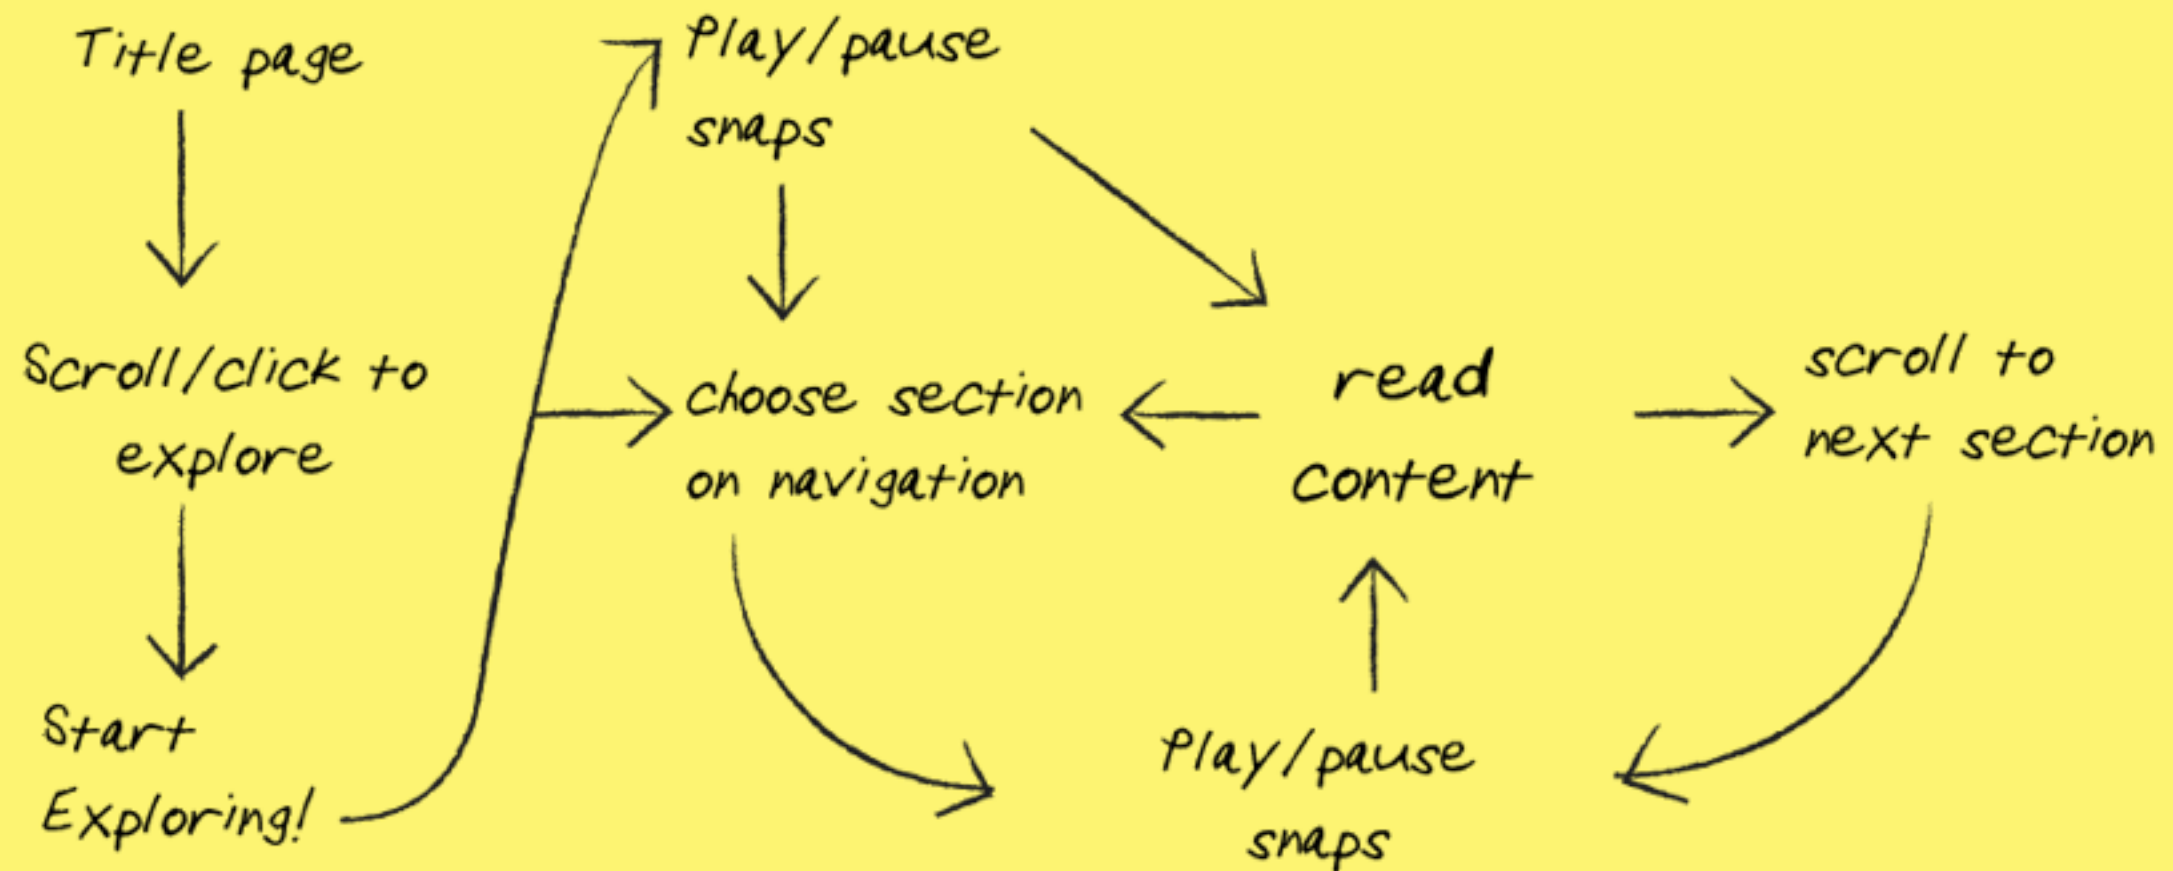 Title page
Scroll/click to
explore
Start
Exploring!
Play/pause
snaps
choose section
on navigation
read
content
scroll to
next section
Play/pause
snaps